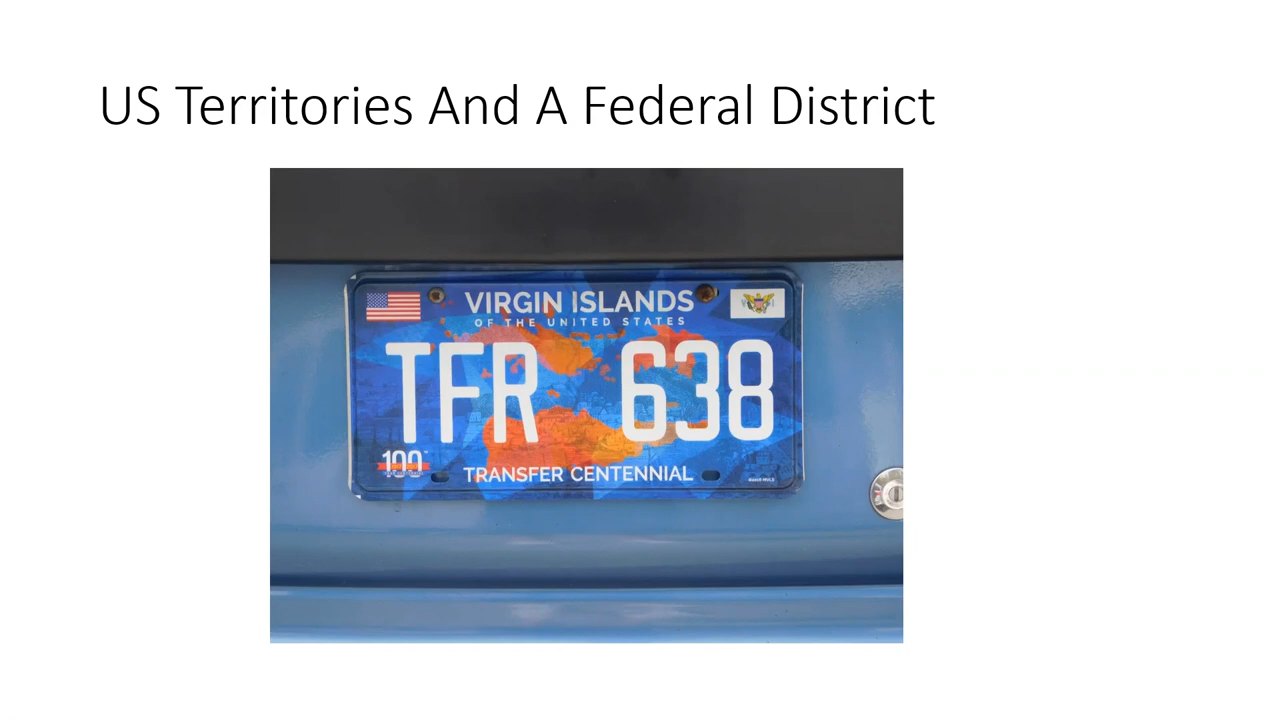 US Territories And A Federal District
VIRGIN ISLANDS
OF THE UNITED STATES
TFR 638
100
TRANSFER CENTENNIAL